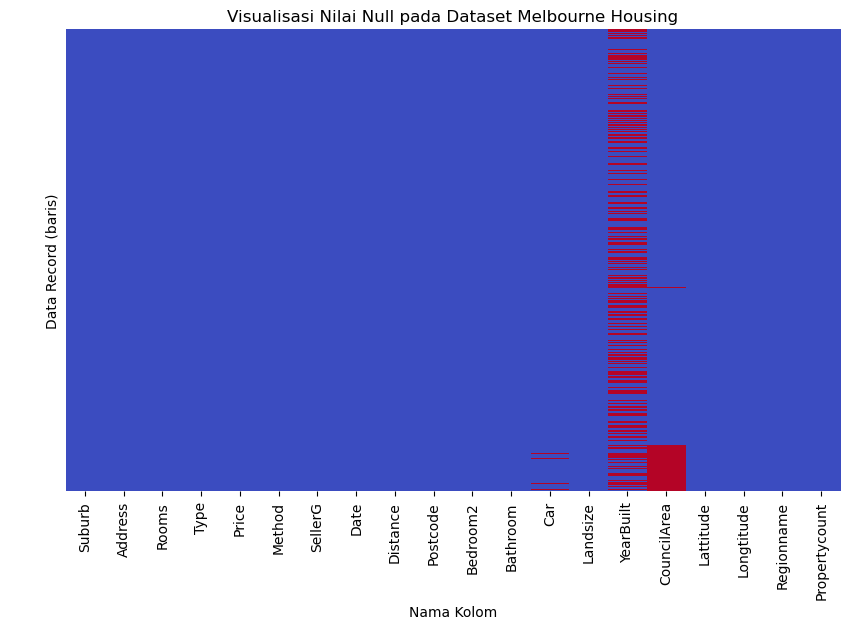 Visualisasi Nilai Null pada Dataset Melbourne Housing
Data Record (baris)
Suburb
Address
Rooms
Type
Price
Method
SellerG
Date
Distance
Postcode
Bedroom2
Bathroom
Car
Landsize
YearBuilt
CouncilArea
Lattitude
Longtitude
Regionname
Propertycount
Nama Kolom